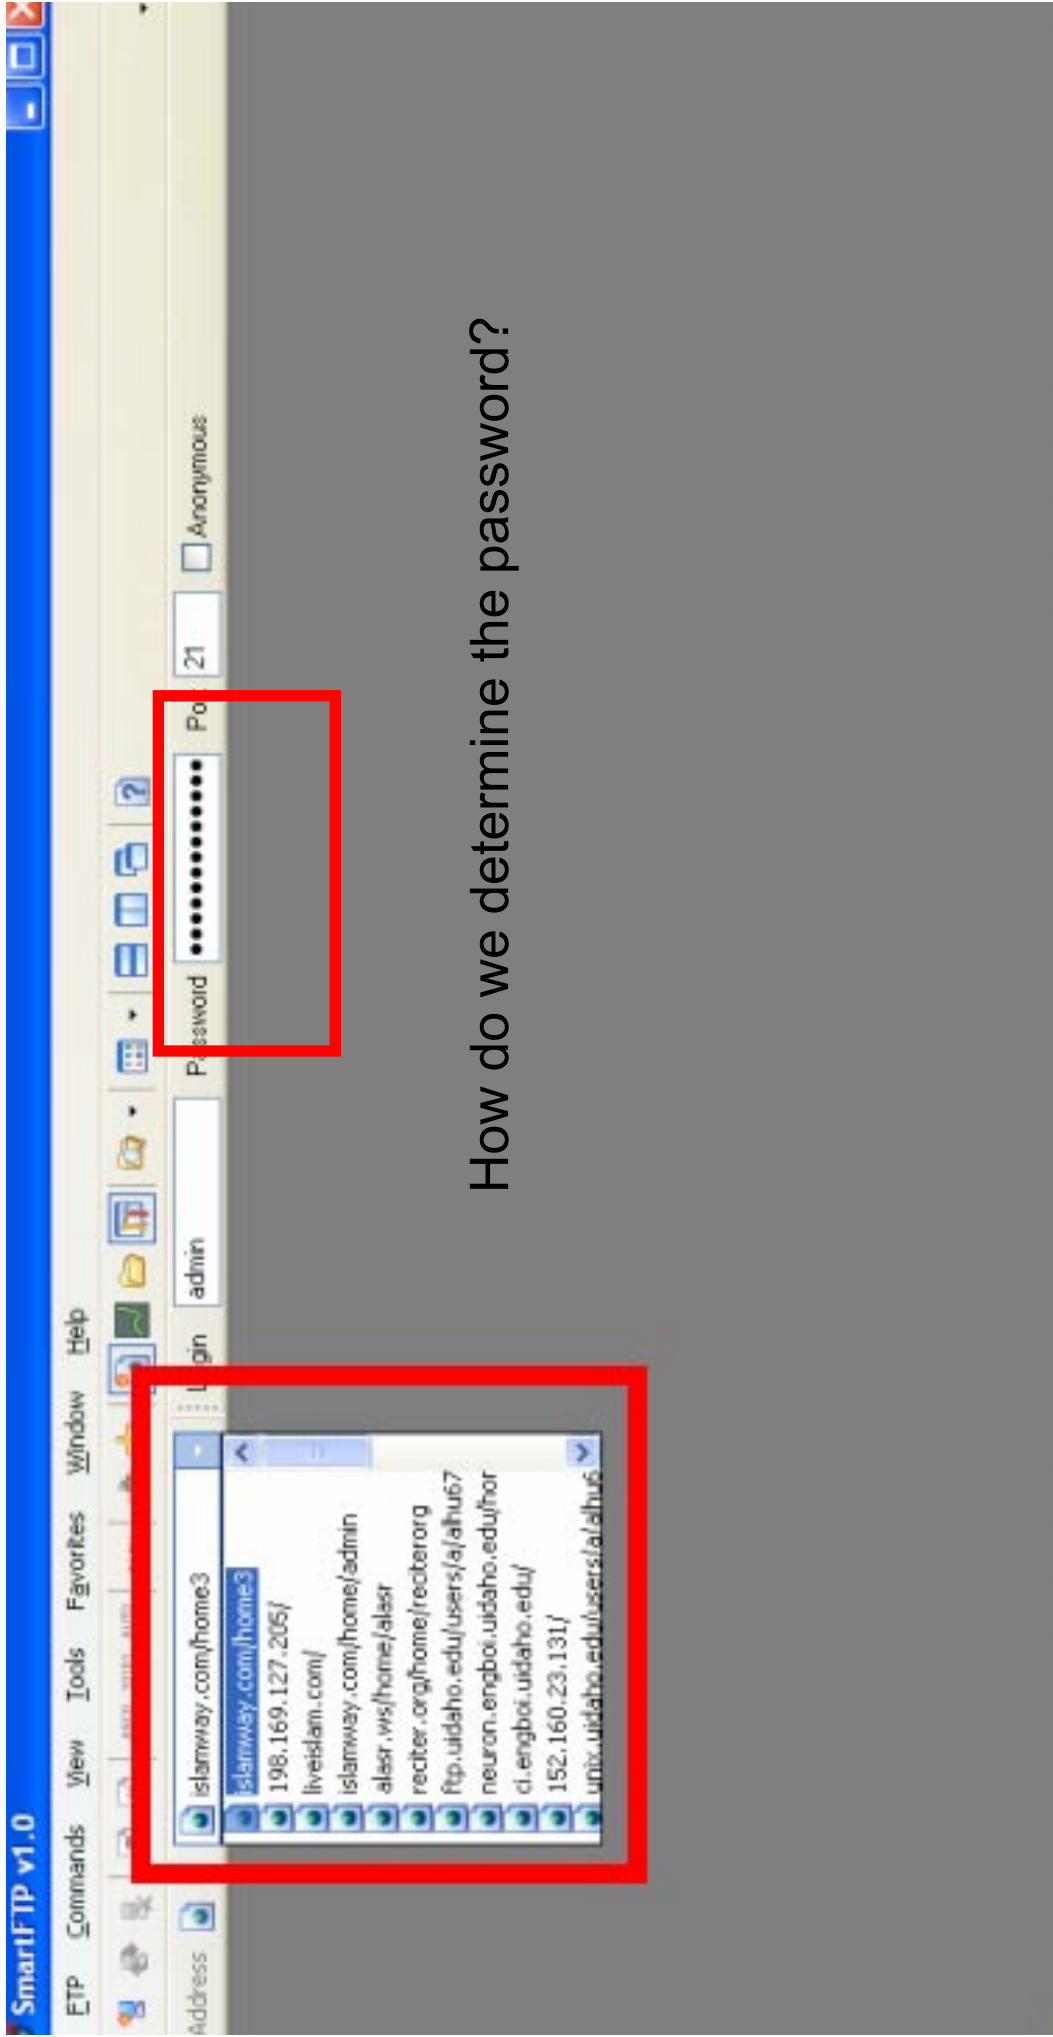 SmartFTP v1.0
FTP Commands View Tools Favorites Window Help
Address islamway.com/home3 Login admin Password •••••••••••••• Port 21 Anonymous
islamway.com/home3
198.169.127.205/
liveislam.com/
islamway.com/home/admin
alasr.ws/home/alasr
reciter.org/home/reciterorg
ftp.uidaho.edu/users/a/alhu67
neuron.engboi.uidaho.edu/hor
ci.engboi.uidaho.edu/
152.160.23.131/
unix.uidaho.edu/users/a/alhu6
How do we determine the password?